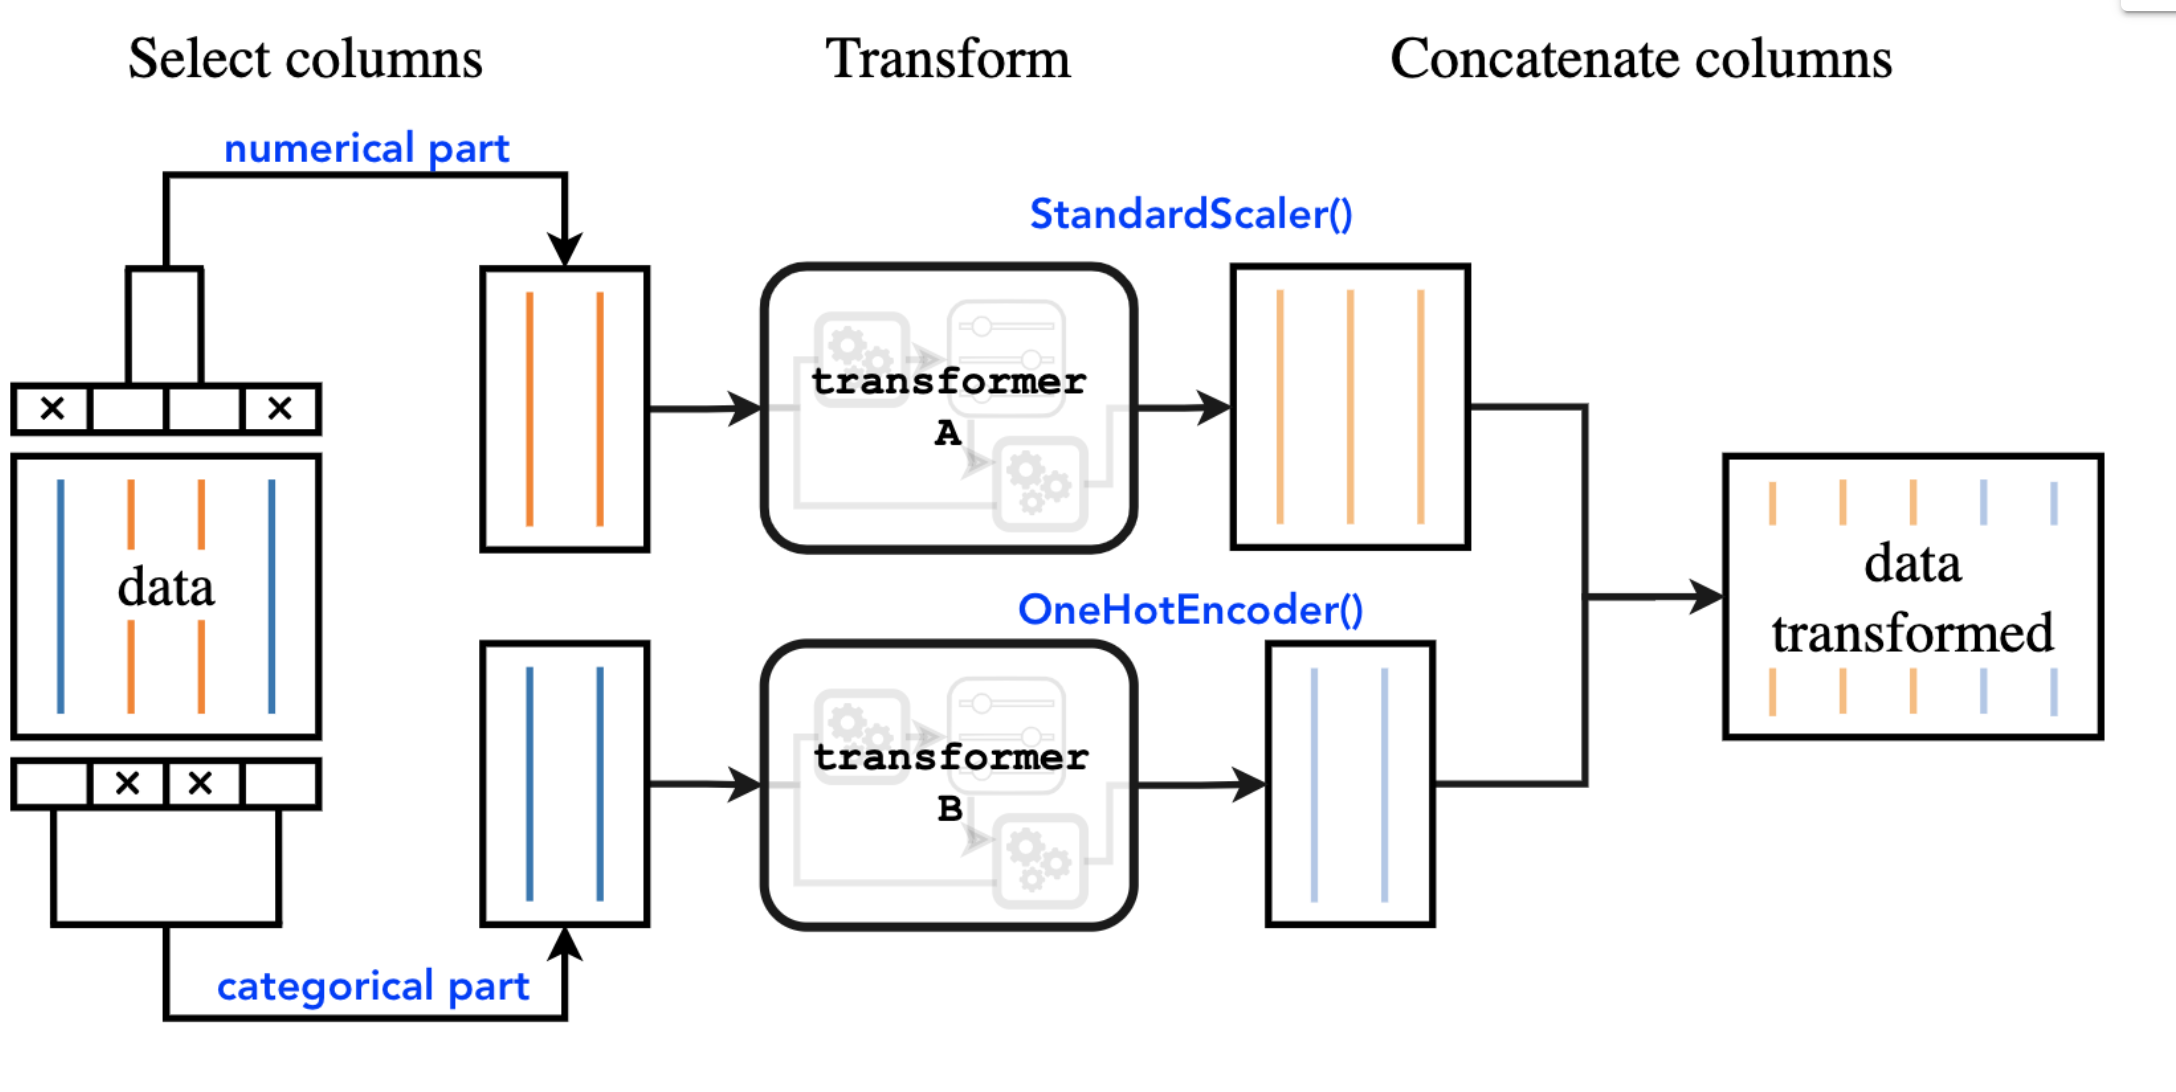 Select columns
Transform
Concatenate columns
numerical part
StandardScaler()
× ×
transformer
A
data
data
transformed
OneHotEncoder()
× ×
transformer
B
categorical part